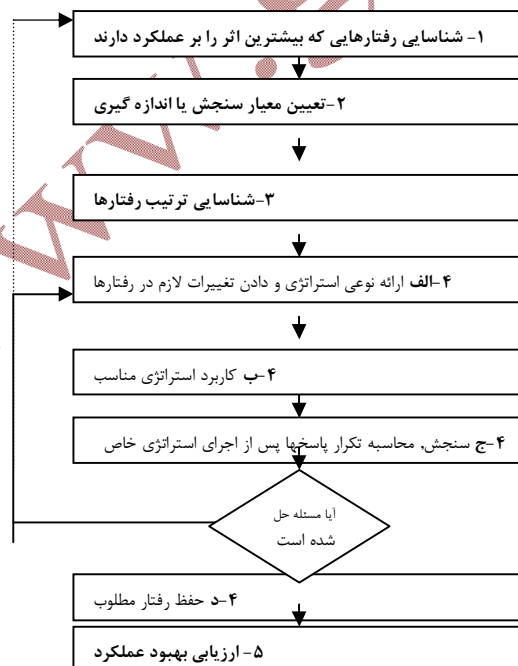 ۱- شناسایی رفتارهایی که بیشترین اثر را بر عملکرد دارند
۲-تعیین معیار سنجش یا اندازه گیری
۳-شناسایی ترتیب رفتارها
۴-الف ارائه نوعی استراتژی و دادن تغییرات لازم در رفتارها
۴-ب کاربرد استراتژی مناسب
۴-ج سنجش, محاسبه تکرار پاسخها پس از اجرای استراتژی خاص
آیا مسئله حل
شده است
۴-د حفظ رفتار مطلوب
۵- ارزیابی بهبود عملکرد
www.